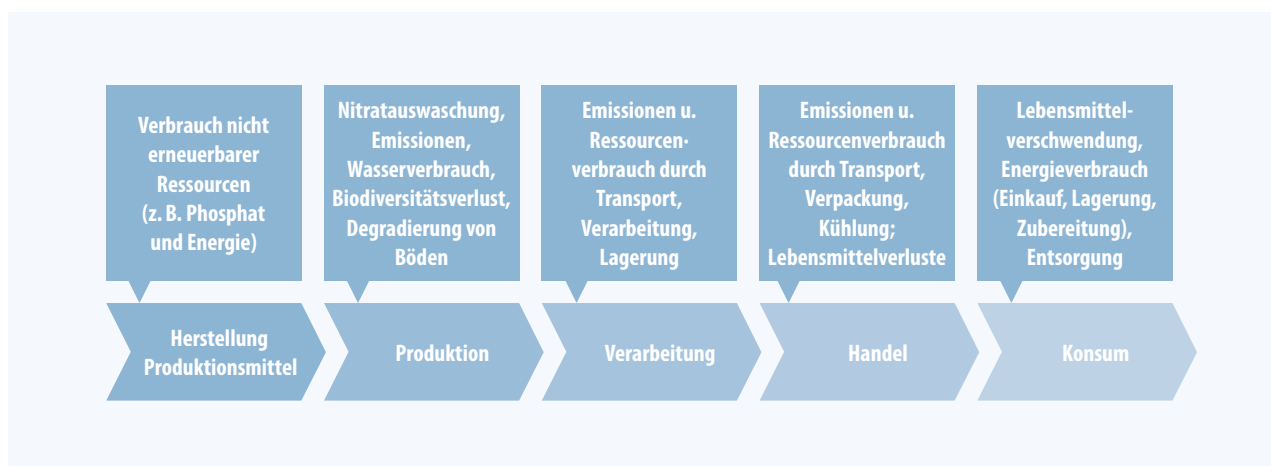 Verbrauch nicht
erneuerbarer
Ressourcen
(z. B. Phosphat
und Energie)
Nitratauswaschung,
Emissionen,
Wasserverbrauch,
Biodiversitätsverlust,
Degradierung von
Böden
Emissionen u.
Ressourcen-
verbrauch durch
Transport,
Verarbeitung,
Lagerung
Emissionen u.
Ressourcenverbrauch
durch Transport,
Verpackung,
Kühlung;
Lebensmittelverluste
Lebensmittel-
verschwendung,
Energieverbrauch
(Einkauf, Lagerung,
Zubereitung),
Entsorgung
Herstellung
Produktionsmittel
Produktion
Verarbeitung
Handel
Konsum